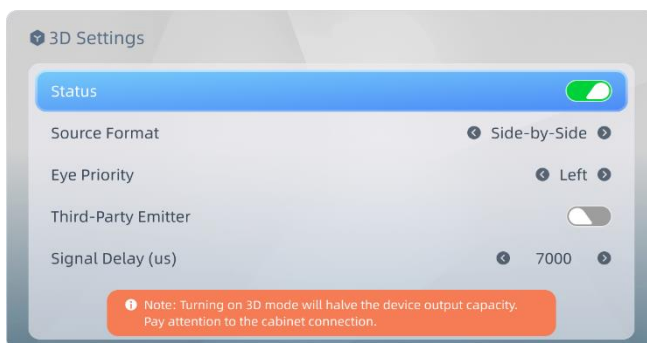 3D Settings
Status
Source Format Side-by-Side
Eye Priority Left
Third-Party Emitter
Signal Delay (us) 7000
Note: Turning on 3D mode will halve the device output capacity.
Pay attention to the cabinet connection.